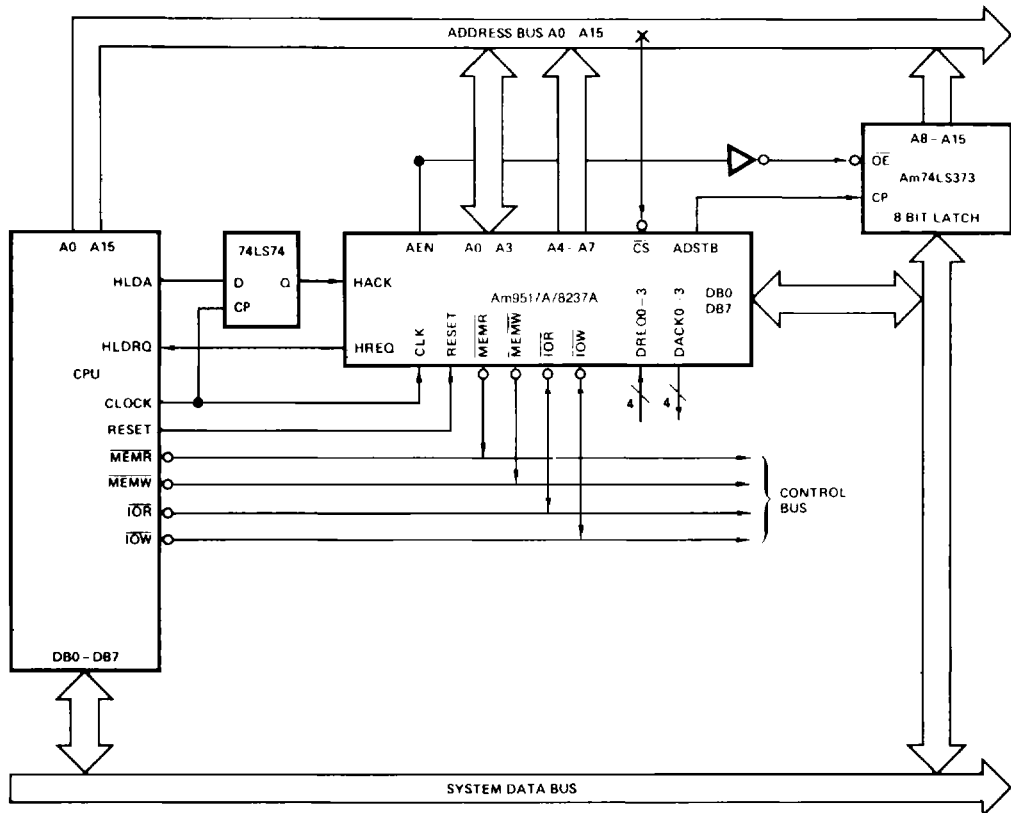 ADDRESS BUS A0 A15
A8 - A15
OE
Am74LS373
CP
8 BIT LATCH
A0 A15
74LS74
D Q
CP
AEN A0 A3 A4 - A7 CS ADSTB
HLDA
HACK
Am9517A/8237A
DB0
DB7
CLK
RESET
MEMR
MEMW
IOR
IOW
DREQ0-3
DACK0-3
HLDRQ
HREQ
CPU
CLOCK
4 4
RESET
MEMR
MEMW
IOR
IOW
CONTROL
BUS
DB0 - DB7
SYSTEM DATA BUS